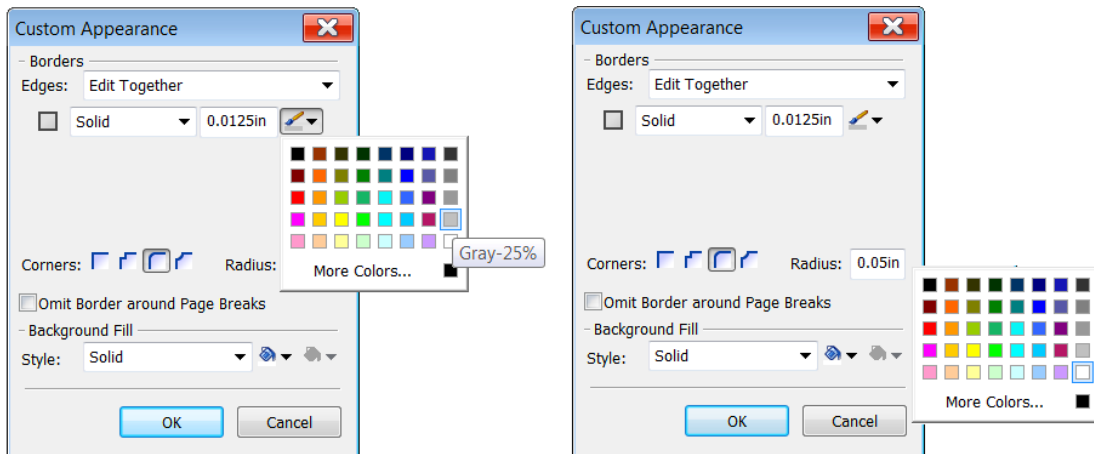 Custom Appearance
Borders
Edges: Edit Together
Solid 0.0125in
Gray-25%
Corners: Radius:
More Colors...
Omit Border around Page Breaks
Background Fill
Style: Solid
OK Cancel
Custom Appearance
Borders
Edges: Edit Together
Solid 0.0125in
Corners: Radius: 0.05in
Omit Border around Page Breaks
Background Fill
Style: Solid
More Colors...
OK Cancel